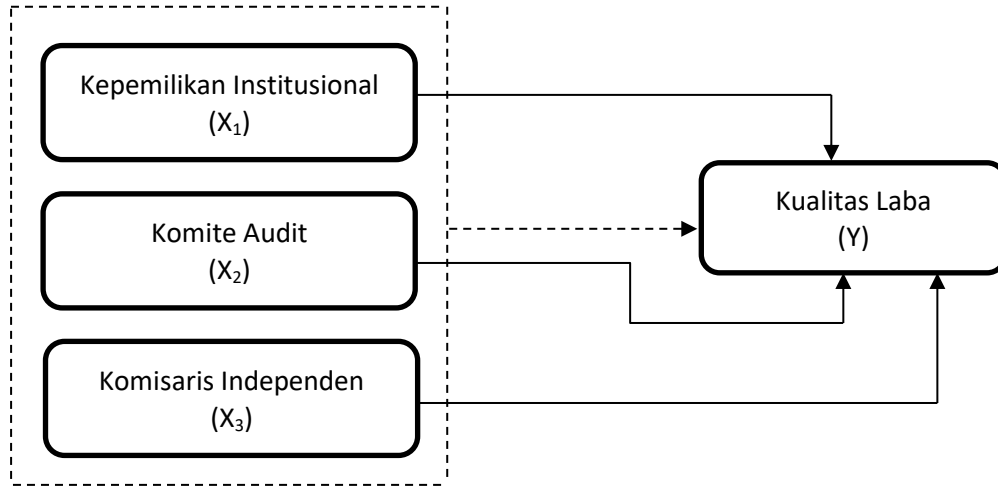 Kepemilikan Institusional
(X₁)
Komite Audit
(X₂)
Komisaris Independen
(X₃)
Kualitas Laba
(Y)